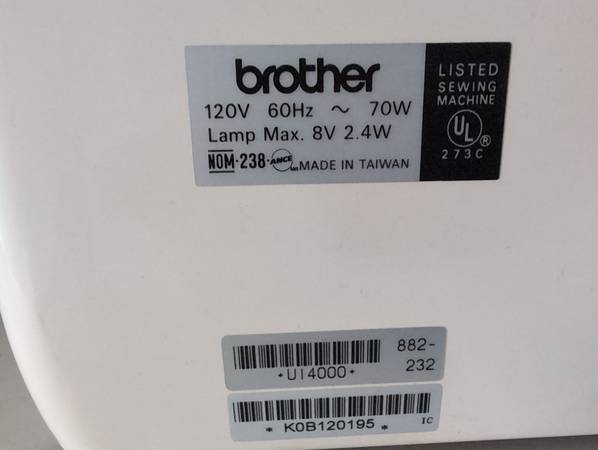 brother
120V 60Hz ~ 70W
Lamp Max. 8V 2.4W
NOM-238-ANCE MADE IN TAIWAN
LISTED
SEWING
MACHINE
UL®
273C
882-
232
*UI4000*
* K0B120195 *
IC